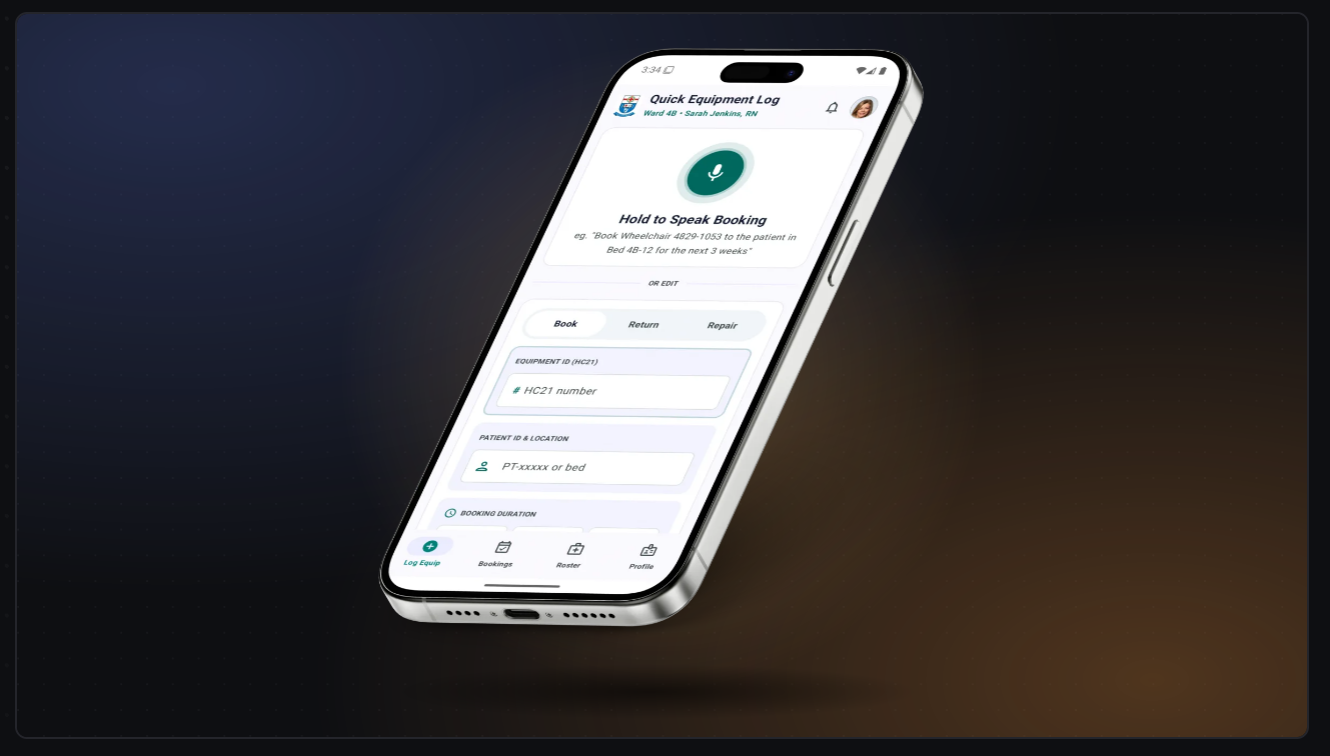 3:34
Quick Equipment Log
Ward 4B • Sarah Jenkins, RN
Hold to Speak Booking
eg. "Book Wheelchair 4829-1053 to the patient in
Bed 4B-12 for the next 3 weeks"
OR EDIT
Book Return Repair
EQUIPMENT ID (HC21)
# HC21 number
PATIENT ID & LOCATION
PT-xxxxx or bed
BOOKING DURATION
Log Equip Bookings Roster Profile